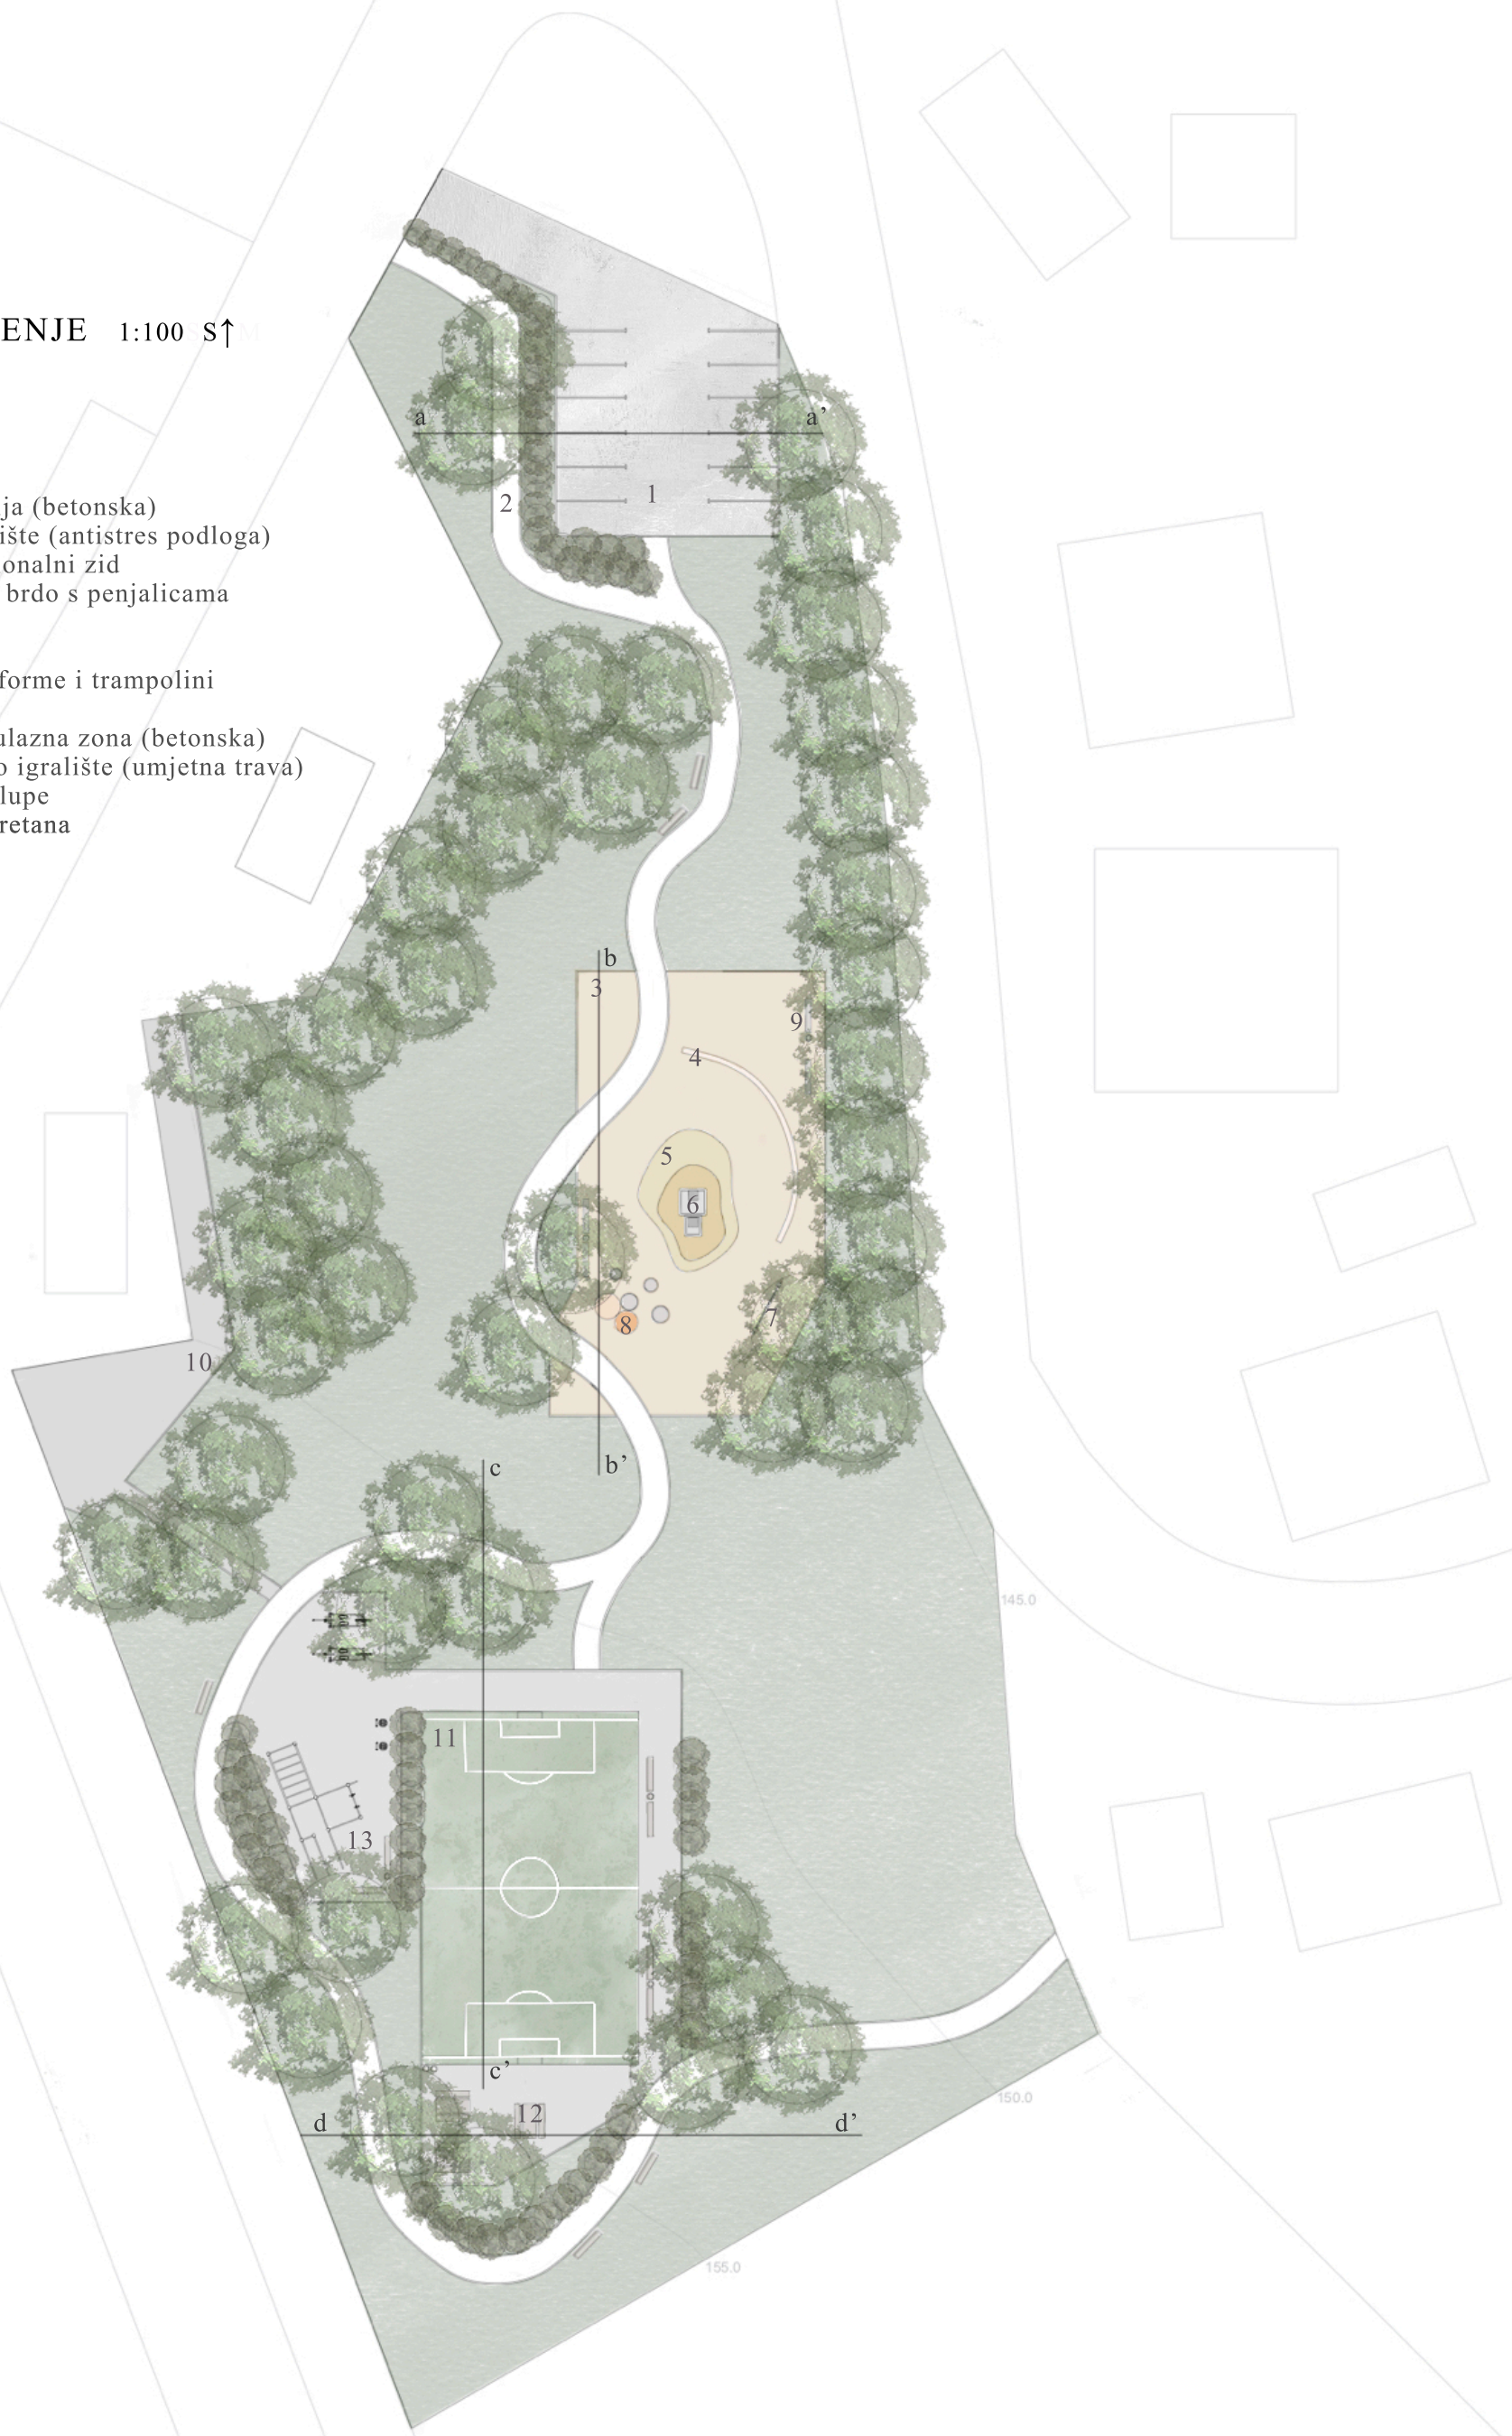 ENJE 1:100 S↑
ja (betonska)
ište (antistres podloga)
onalni zid
brdo s penjalicama
forme i trampolini
ulazna zona (betonska)
o igralište (umjetna trava)
lupe
retana
a
a’
2
1
b
3
9
4
5
6
7
8
10
b’
c
145.0
11
13
c’
12
150.0
d
d’
155.0